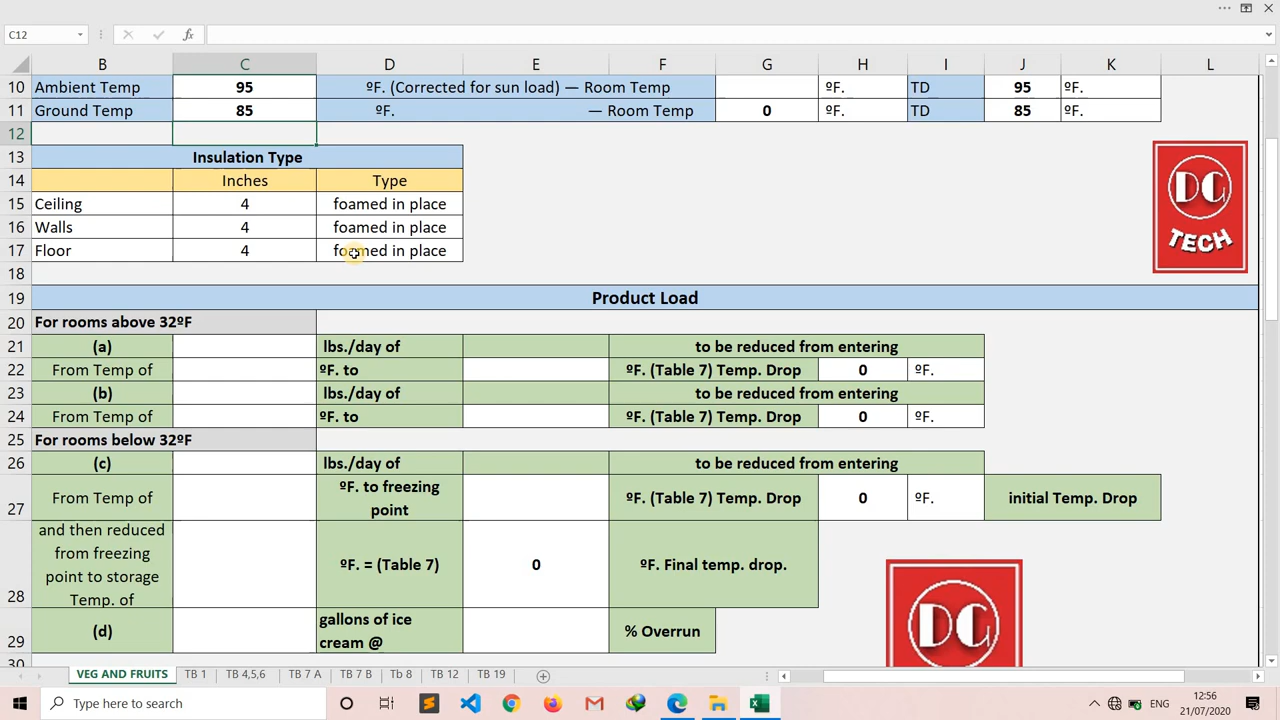 C12
fx
B C D E F G H I J K L
10 Ambient Temp 95 ºF. (Corrected for sun load) — Room Temp ºF. TD 95 ºF.
11 Ground Temp 85 ºF. — Room Temp 0 ºF. TD 85 ºF.
12
13 Insulation Type
14 Inches Type
15 Ceiling 4 foamed in place
16 Walls 4 foamed in place
17 Floor 4 foamed in place
DG
TECH
18
19 Product Load
20 For rooms above 32ºF
21 (a) lbs./day of to be reduced from entering
22 From Temp of ºF. to ºF. (Table 7) Temp. Drop 0 ºF.
23 (b) lbs./day of to be reduced from entering
24 From Temp of ºF. to ºF. (Table 7) Temp. Drop 0 ºF.
25 For rooms below 32ºF
26 (c) lbs./day of to be reduced from entering
27 From Temp of ºF. to freezing
point ºF. (Table 7) Temp. Drop 0 ºF. initial Temp. Drop
28 and then reduced
from freezing
point to storage
Temp. of ºF. = (Table 7) 0 ºF. Final temp. drop.
DG
29 (d) gallons of ice
cream @ % Overrun
30
VEG AND FRUITS TB 1 TB 4,5,6 TB 7 A TB 7 B Tb 8 TB 12 TB 19
Type here to search
ENG
12:56
21/07/2020